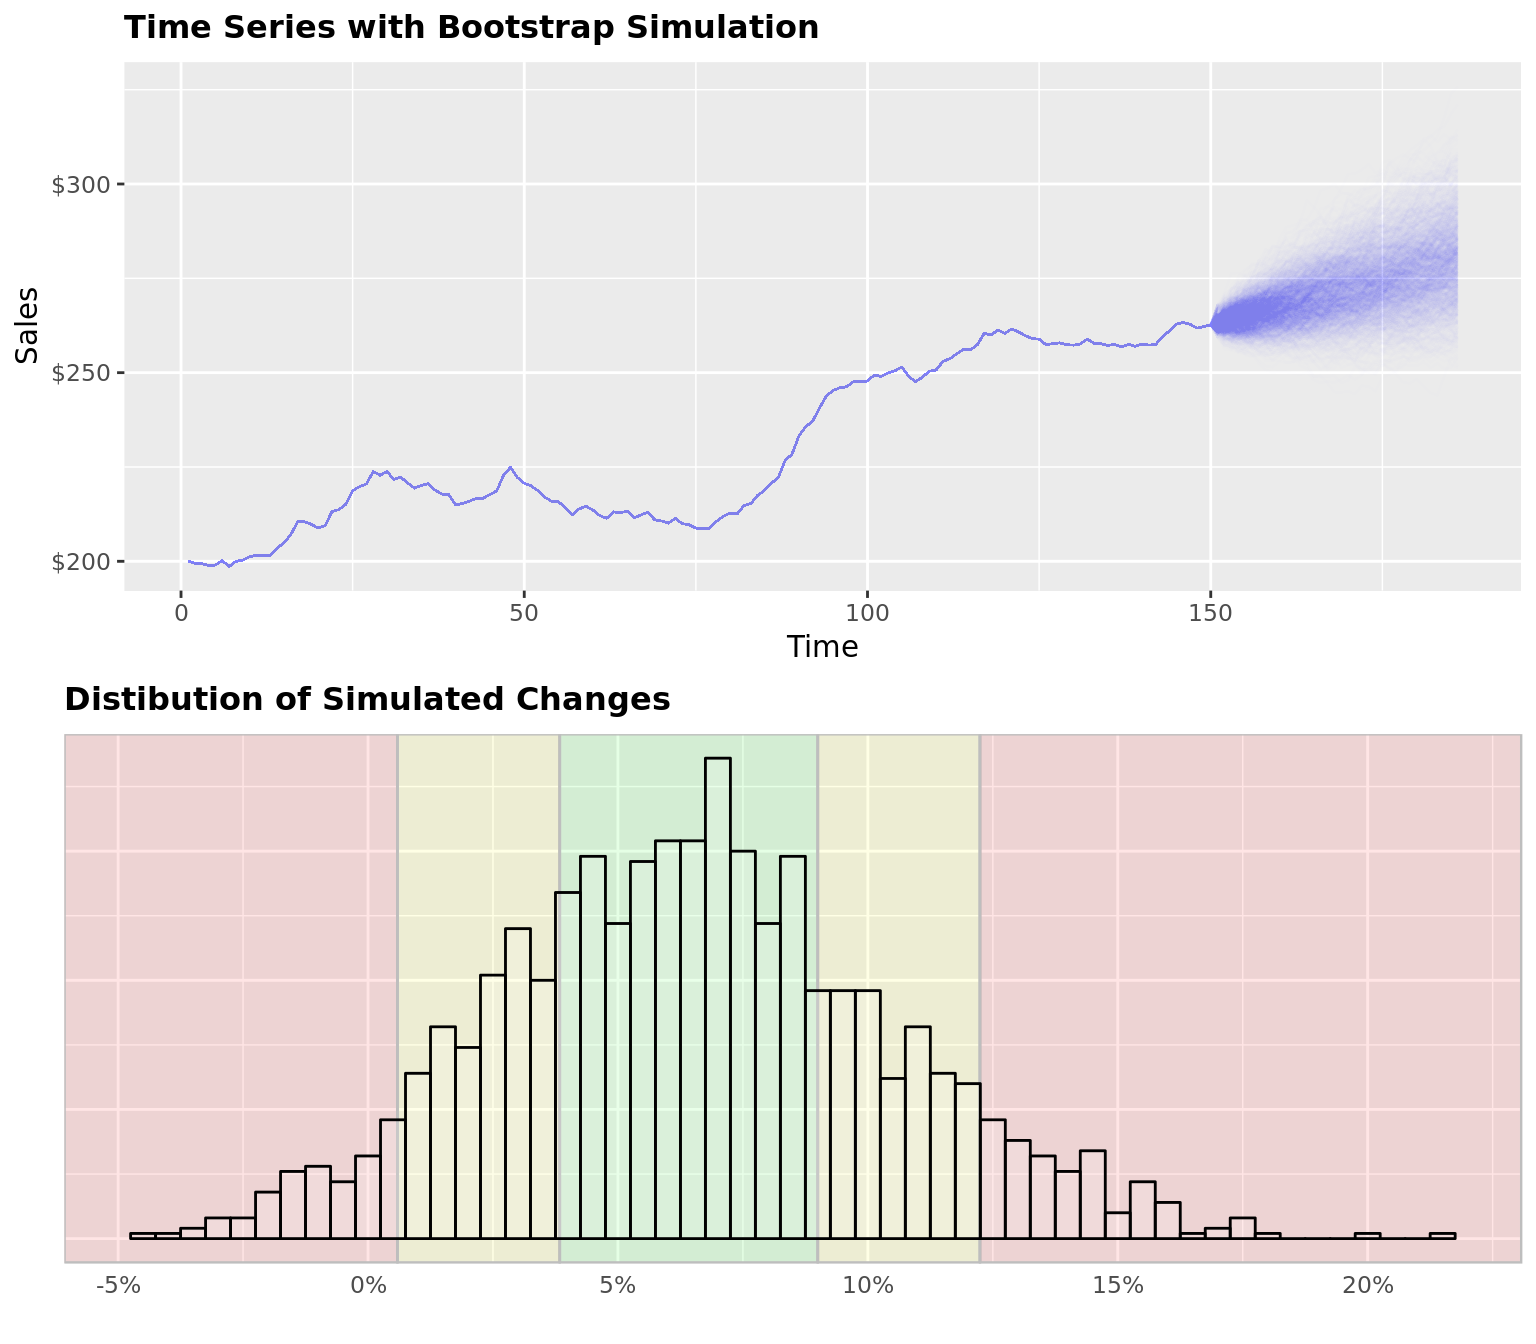 Time Series with Bootstrap Simulation
$300
$250
$200
Sales
0 50 100 150
Time
Distibution of Simulated Changes
-5% 0% 5% 10% 15% 20%